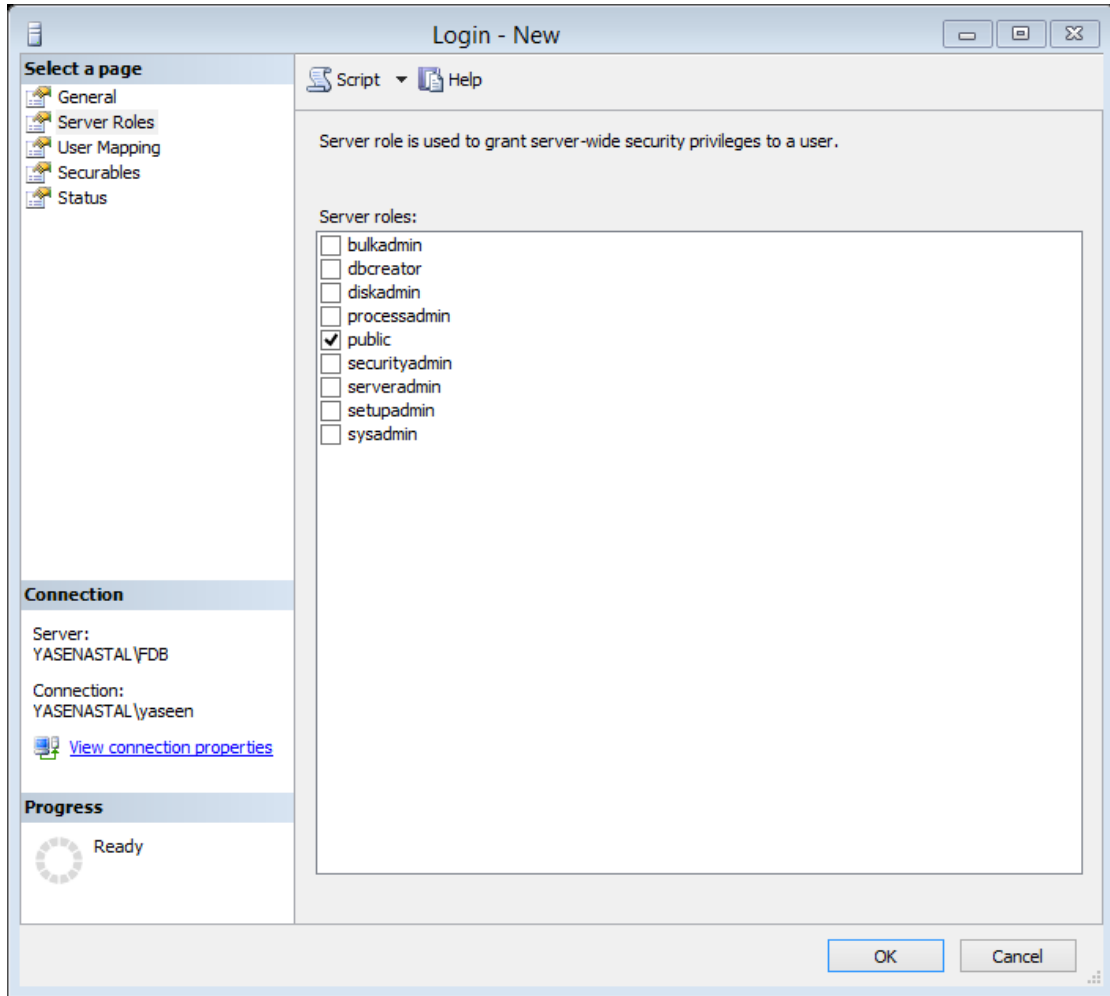 Login - New
Select a page
General
Server Roles
User Mapping
Securables
Status
Script
Help
Server role is used to grant server-wide security privileges to a user.
Server roles:
bulkadmin
dbcreator
diskadmin
processadmin
public
securityadmin
serveradmin
setupadmin
sysadmin
Connection
Server:
YASENASTAL\FDB
Connection:
YASENASTAL\yaseen
View connection properties
Progress
Ready
OK
Cancel